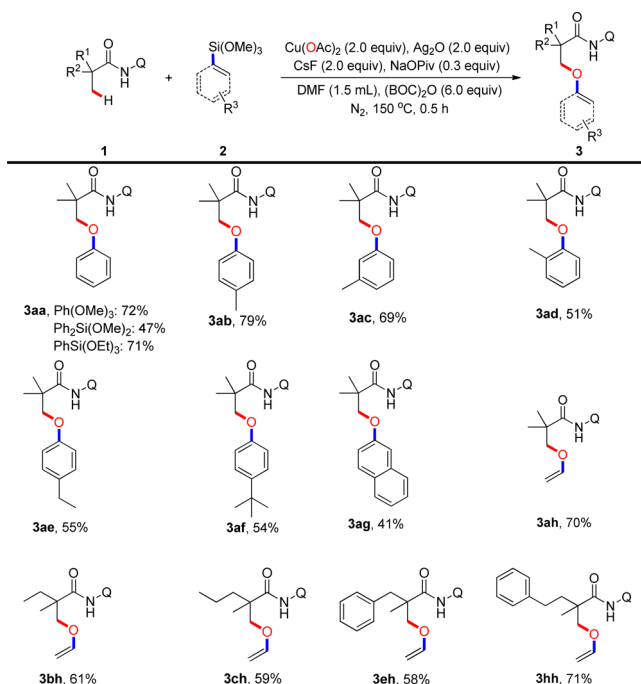 R¹ R² O N H Q H
1
+
Si(OMe)₃ R³
2
Cu(OAc)₂ (2.0 equiv), Ag₂O (2.0 equiv)
CsF (2.0 equiv), NaOPiv (0.3 equiv)
DMF (1.5 mL), (BOC)₂O (6.0 equiv)
N₂, 150 °C, 0.5 h
R¹ R² O N H Q O R³
3
O N H Q O
3aa, Ph(OMe)₃: 72%
Ph₂Si(OMe)₂: 47%
PhSi(OEt)₃: 71%
O N H Q O
3ab, 79%
O N H Q O
3ac, 69%
O N H Q O
3ad, 51%
O N H Q O
3ae, 55%
O N H Q O
3af, 54%
O N H Q O
3ag, 41%
O N H Q O
3ah, 70%
O N H Q O
3bh, 61%
O N H Q O
3ch, 59%
O N H Q O
3eh, 58%
O N H Q O
3hh, 71%